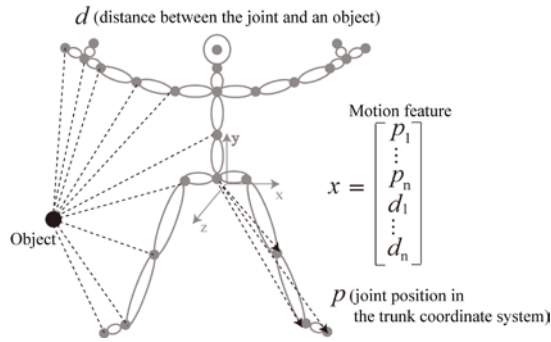 d (distance between the joint and an object)
y
x
z
Object
Motion feature
x = [p₁ ⋮ pₙ d₁ ⋮ dₙ]
p (joint position in
the trunk coordinate system)